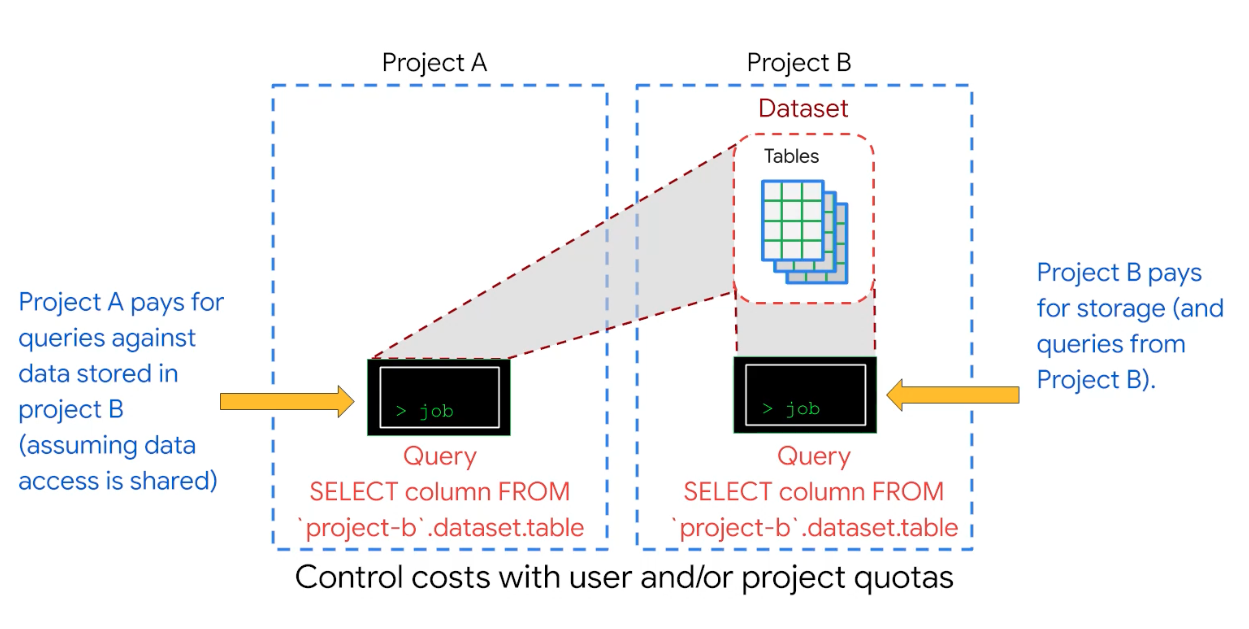 Project A
Project B
Dataset
Tables
Project A pays for
queries against
data stored in
project B
(assuming data
access is shared)
Project B pays
for storage (and
queries from
Project B).
> job
> job
Query
SELECT column FROM
`project-b`.dataset.table
Query
SELECT column FROM
`project-b`.dataset.table
Control costs with user and/or project quotas